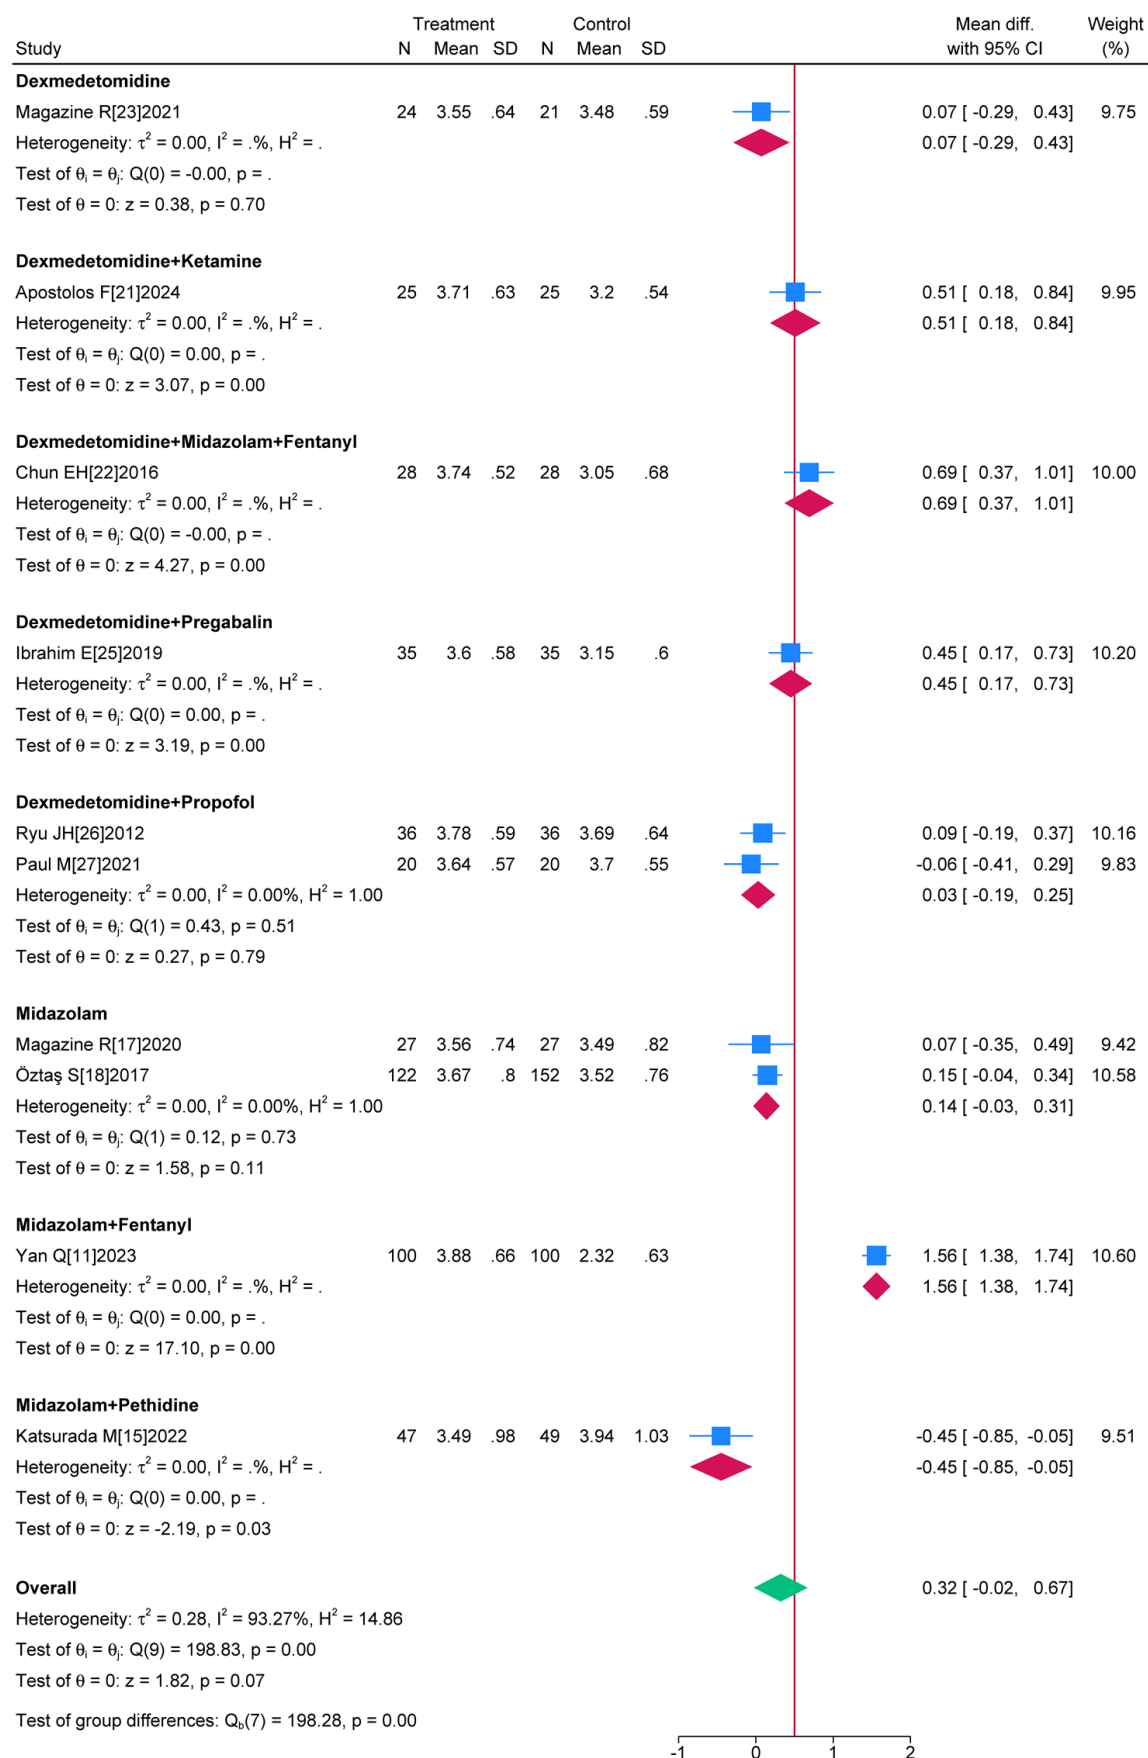 Treatment Control Mean diff. Weight
Study N Mean SD N Mean SD with 95% CI (%)
Dexmedetomidine
Magazine R[23]2021 24 3.55 .64 21 3.48 .59 0.07 [ -0.29, 0.43] 9.75
Heterogeneity: τ² = 0.00, I² = .%, H² = . 0.07 [ -0.29, 0.43]
Test of θᵢ = θⱼ: Q(0) = -0.00, p = .
Test of θ = 0: z = 0.38, p = 0.70
Dexmedetomidine+Ketamine
Apostolos F[21]2024 25 3.71 .63 25 3.2 .54 0.51 [ 0.18, 0.84] 9.95
Heterogeneity: τ² = 0.00, I² = .%, H² = . 0.51 [ 0.18, 0.84]
Test of θᵢ = θⱼ: Q(0) = 0.00, p = .
Test of θ = 0: z = 3.07, p = 0.00
Dexmedetomidine+Midazolam+Fentanyl
Chun EH[22]2016 28 3.74 .52 28 3.05 .68 0.69 [ 0.37, 1.01] 10.00
Heterogeneity: τ² = 0.00, I² = .%, H² = . 0.69 [ 0.37, 1.01]
Test of θᵢ = θⱼ: Q(0) = -0.00, p = .
Test of θ = 0: z = 4.27, p = 0.00
Dexmedetomidine+Pregabalin
Ibrahim E[25]2019 35 3.6 .58 35 3.15 .6 0.45 [ 0.17, 0.73] 10.20
Heterogeneity: τ² = 0.00, I² = .%, H² = . 0.45 [ 0.17, 0.73]
Test of θᵢ = θⱼ: Q(0) = 0.00, p = .
Test of θ = 0: z = 3.19, p = 0.00
Dexmedetomidine+Propofol
Ryu JH[26]2012 36 3.78 .59 36 3.69 .64 0.09 [ -0.19, 0.37] 10.16
Paul M[27]2021 20 3.64 .57 20 3.7 .55 -0.06 [ -0.41, 0.29] 9.83
Heterogeneity: τ² = 0.00, I² = 0.00%, H² = 1.00 0.03 [ -0.19, 0.25]
Test of θᵢ = θⱼ: Q(1) = 0.43, p = 0.51
Test of θ = 0: z = 0.27, p = 0.79
Midazolam
Magazine R[17]2020 27 3.56 .74 27 3.49 .82 0.07 [ -0.35, 0.49] 9.42
Öztaş S[18]2017 122 3.67 .8 152 3.52 .76 0.15 [ -0.04, 0.34] 10.58
Heterogeneity: τ² = 0.00, I² = 0.00%, H² = 1.00 0.14 [ -0.03, 0.31]
Test of θᵢ = θⱼ: Q(1) = 0.12, p = 0.73
Test of θ = 0: z = 1.58, p = 0.11
Midazolam+Fentanyl
Yan Q[11]2023 100 3.88 .66 100 2.32 .63 1.56 [ 1.38, 1.74] 10.60
Heterogeneity: τ² = 0.00, I² = .%, H² = . 1.56 [ 1.38, 1.74]
Test of θᵢ = θⱼ: Q(0) = 0.00, p = .
Test of θ = 0: z = 17.10, p = 0.00
Midazolam+Pethidine
Katsurada M[15]2022 47 3.49 .98 49 3.94 1.03 -0.45 [ -0.85, -0.05] 9.51
Heterogeneity: τ² = 0.00, I² = .%, H² = . -0.45 [ -0.85, -0.05]
Test of θᵢ = θⱼ: Q(0) = 0.00, p = .
Test of θ = 0: z = -2.19, p = 0.03
Overall 0.32 [ -0.02, 0.67]
Heterogeneity: τ² = 0.28, I² = 93.27%, H² = 14.86
Test of θᵢ = θⱼ: Q(9) = 198.83, p = 0.00
Test of θ = 0: z = 1.82, p = 0.07
Test of group differences: Q_b(7) = 198.28, p = 0.00
-1 0 1 2